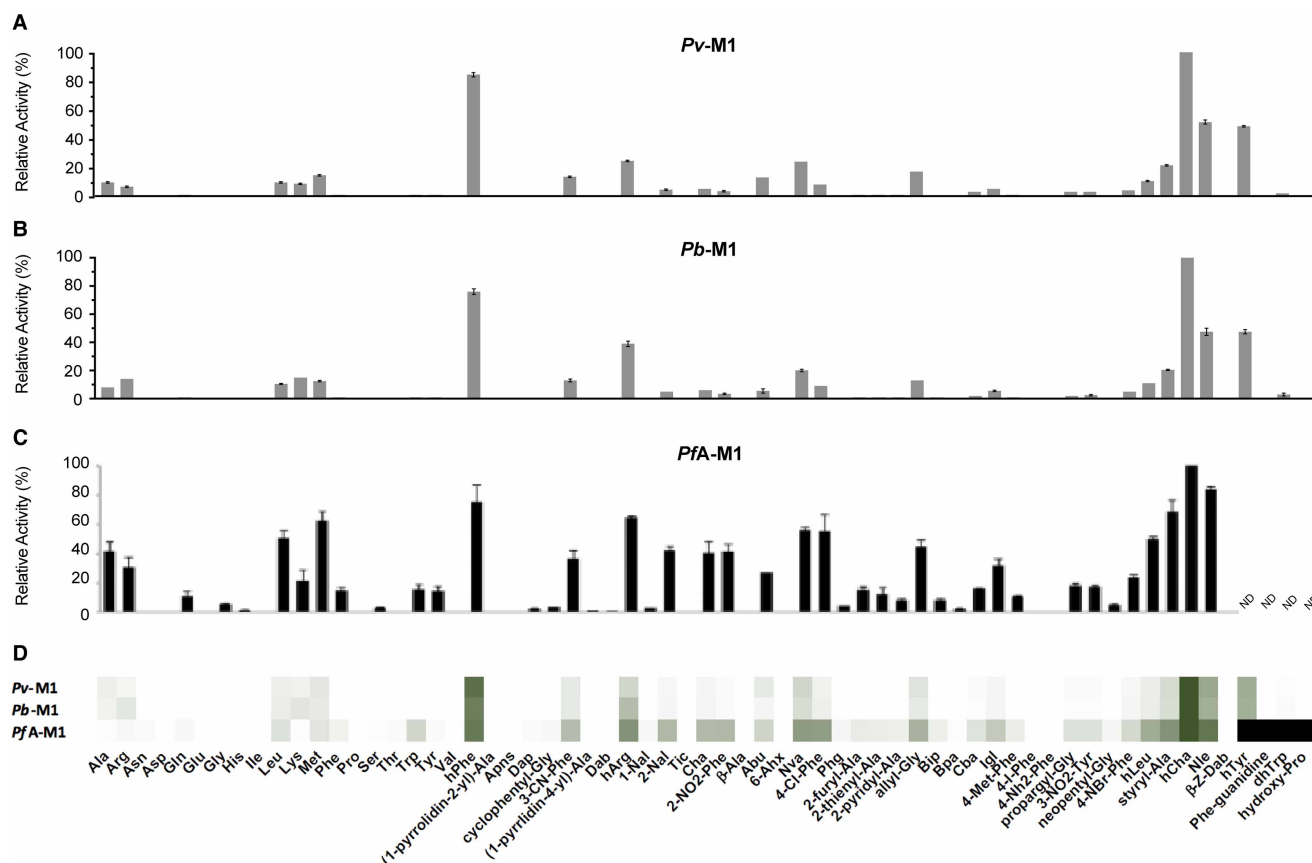 A
Pv-M1
Relative Activity (%)
100
80
60
40
20
0
B
Pb-M1
Relative Activity (%)
100
80
60
40
20
0
C
PfA-M1
Relative Activity (%)
100
80
60
40
20
0
ND
ND
ND
D
Pv-M1
Pb-M1
Pf A-M1
Ala
Arg
Asn
Asp
Gln
Glu
Gly
His
Ile
Leu
Lys
Met
Phe
Pro
Ser
Thr
Trp
Tyr
Val
hPhe
(1-pyrrolidin-2-yl)-Ala
Apns
Dap
cyclophentyl-Gly
3-CN-Phe
(1-pyrrlidin-4-yl)-Ala
Dab
hArg
1-Nal
2-Nal
Tic
Cha
2-NO2-Phe
β-Ala
Abu
6-Ahx
Nva
4-Cl-Phe
Phg
2-furyl-Ala
2-thienyl-Ala
2-pyridyl-Ala
allyl-Gly
Bip
Bpa
Cba
Igl
4-Met-Phe
4-I-Phe
4-Nh2-Phe
propargyl-Gly
3-NO2-Tyr
neopentyl-Gly
4-NBr-Phe
hLeu
styryl-Ala
hCha
Nle
β-Z-Dab
hTyr
Phe-guanidine
dhTrp
hydroxy-Pro